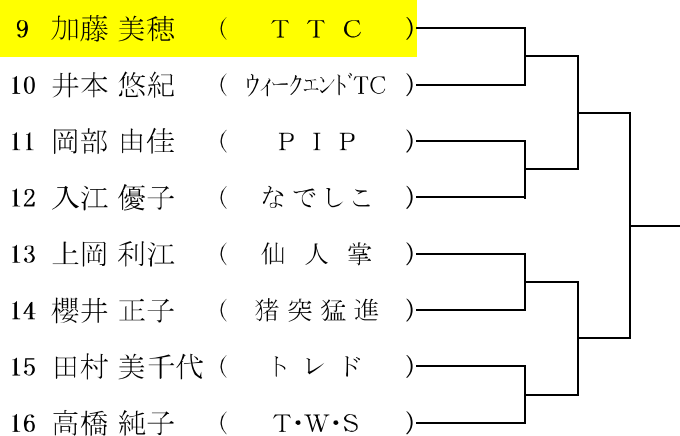 9 加藤 美穂 ( T T C )
10 井本 悠紀 ( ウィークエンドTC )
11 岡部 由佳 ( P I P )
12 入江 優子 ( なでしこ )
13 上岡 利江 ( 仙 人 掌 )
14 櫻井 正子 ( 猪突猛進 )
15 田村 美千代 ( トレド )
16 高橋 純子 ( T・W・S )